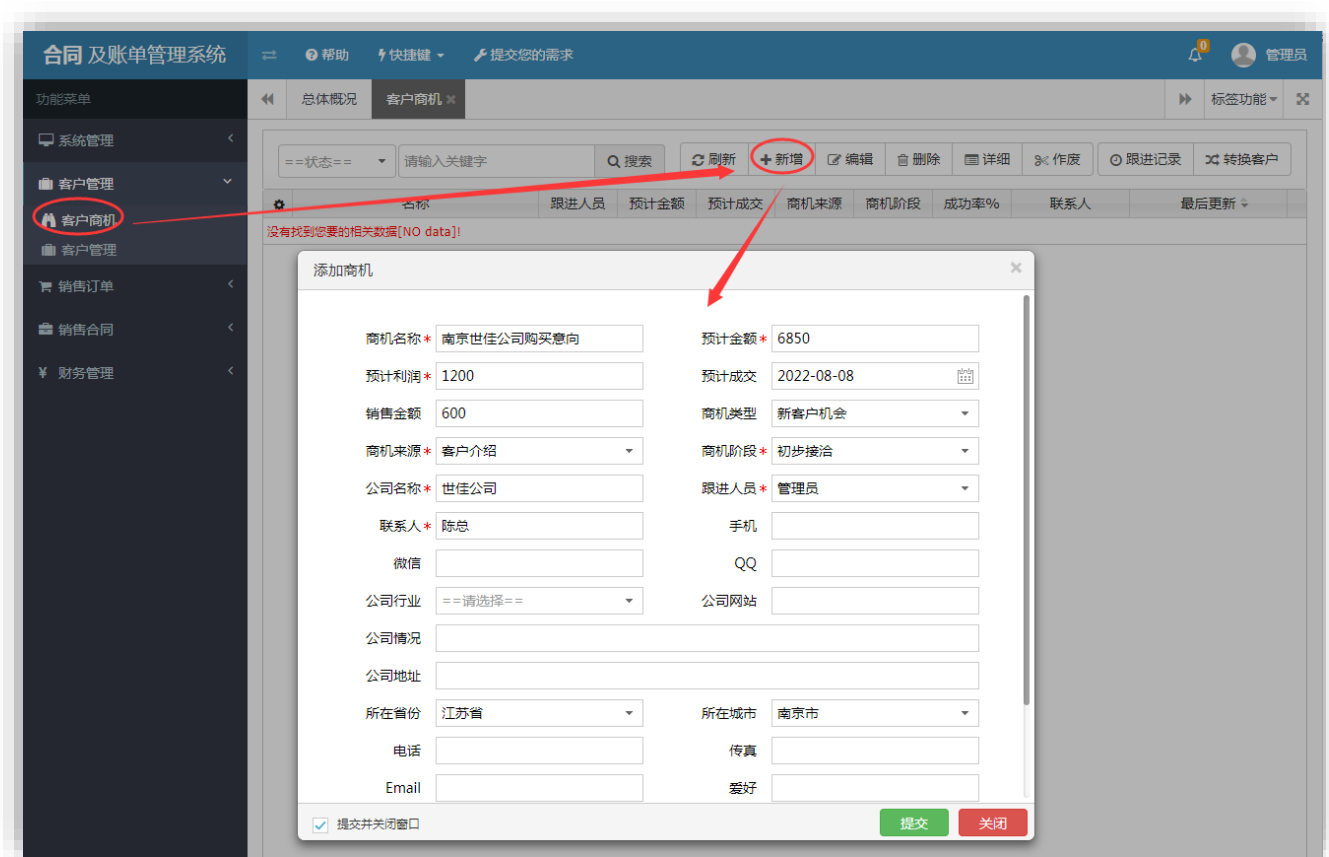 合同 及账单管理系统 帮助 快捷键 提交您的需求 0 管理员
功能菜单 总体概况 客户商机 标签功能
系统管理
==状态== 请输入关键字 搜索 刷新 新增 编辑 删除 详细 作废 跟进记录 转换客户
客户管理
名称 跟进人员 预计金额 预计成交 商机来源 商机阶段 成功率% 联系人 最后更新
客户商机
没有找到您要的相关数据[NO data]!
客户管理
添加商机
销售订单
销售合同
¥ 财务管理
商机名称* 南京世佳公司购买意向 预计金额* 6850
预计利润* 1200 预计成交 2022-08-08
销售金额 600 商机类型 新客户机会
商机来源* 客户介绍 商机阶段* 初步接洽
公司名称* 世佳公司 跟进人员* 管理员
联系人* 陈总 手机
微信 QQ
公司行业 ==请选择== 公司网站
公司情况
公司地址
所在省份 江苏省 所在城市 南京市
电话 传真
Email 爱好
提交并关闭窗口 提交 关闭